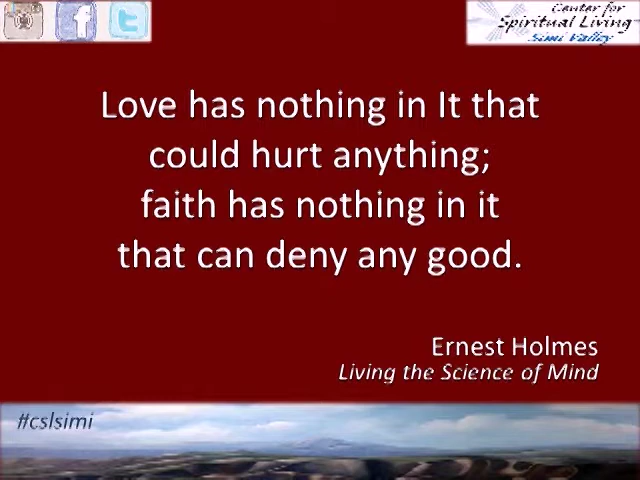 Center for
Spiritual Living
Simi Valley
Love has nothing in It that
could hurt anything;
faith has nothing in it
that can deny any good.
Ernest Holmes
Living the Science of Mind
#cslsimi